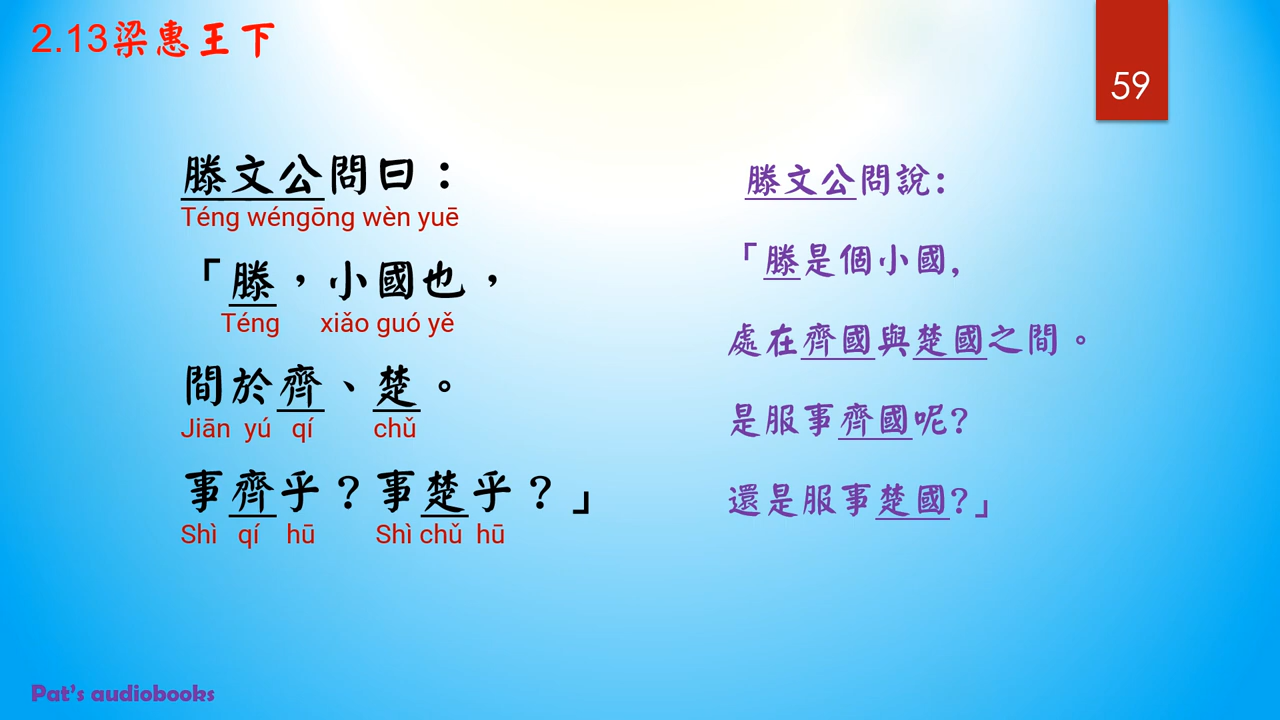 2.13梁惠王下
59
滕文公問曰：
Téng wéngōng wèn yuē
「滕，小國也，
Téng xiǎo guó yě
間於齊、楚。
Jiān yú qí chǔ
事齊乎？事楚乎？」
Shì qí hū Shì chǔ hū
滕文公問說:
「滕是個小國,
處在齊國與楚國之間。
是服事齊國呢?
還是服事楚國?」
Pat's audiobooks